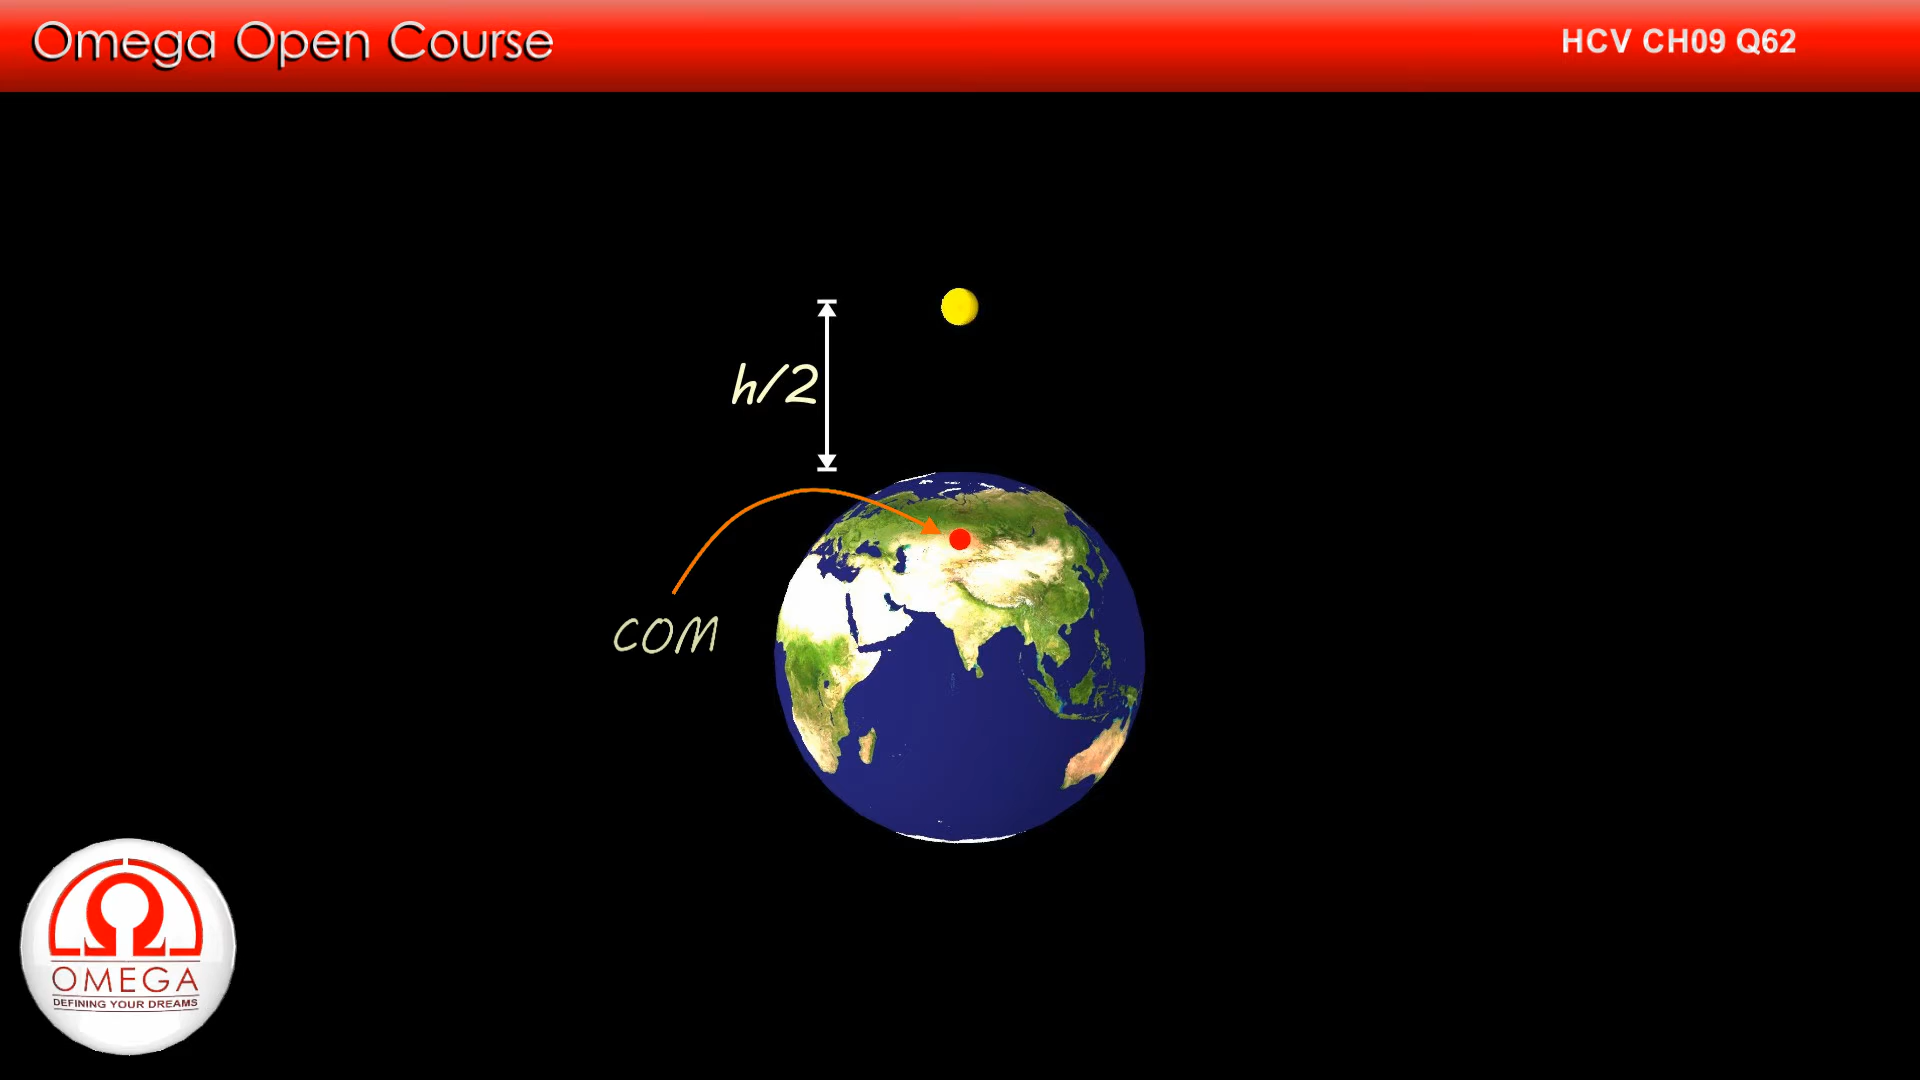 Omega Open Course
HCV CH09 Q62
h/2
COM
OMEGA
DEFINING YOUR DREAMS